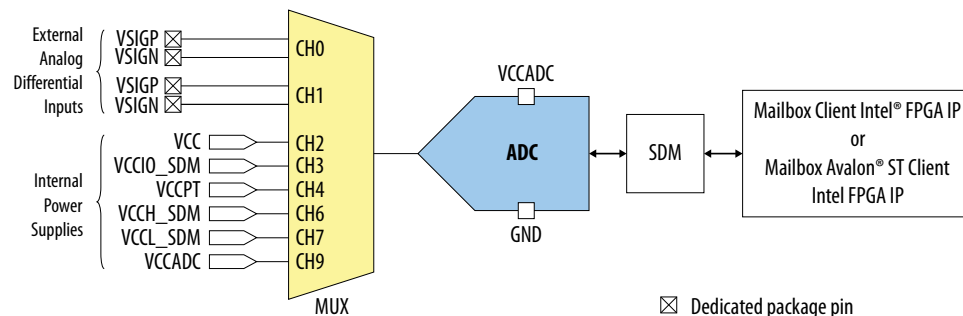 External
Analog
Differential
Inputs
VSIGP
VSIGN
VSIGP
VSIGN
CH0
CH1
Internal
Power
Supplies
VCC
VCCIO_SDM
VCCPT
VCCH_SDM
VCCL_SDM
VCCADC
CH2
CH3
CH4
CH6
CH7
CH9
MUX
VCCADC
ADC
GND
SDM
Mailbox Client Intel® FPGA IP
or
Mailbox Avalon® ST Client
Intel FPGA IP
Dedicated package pin